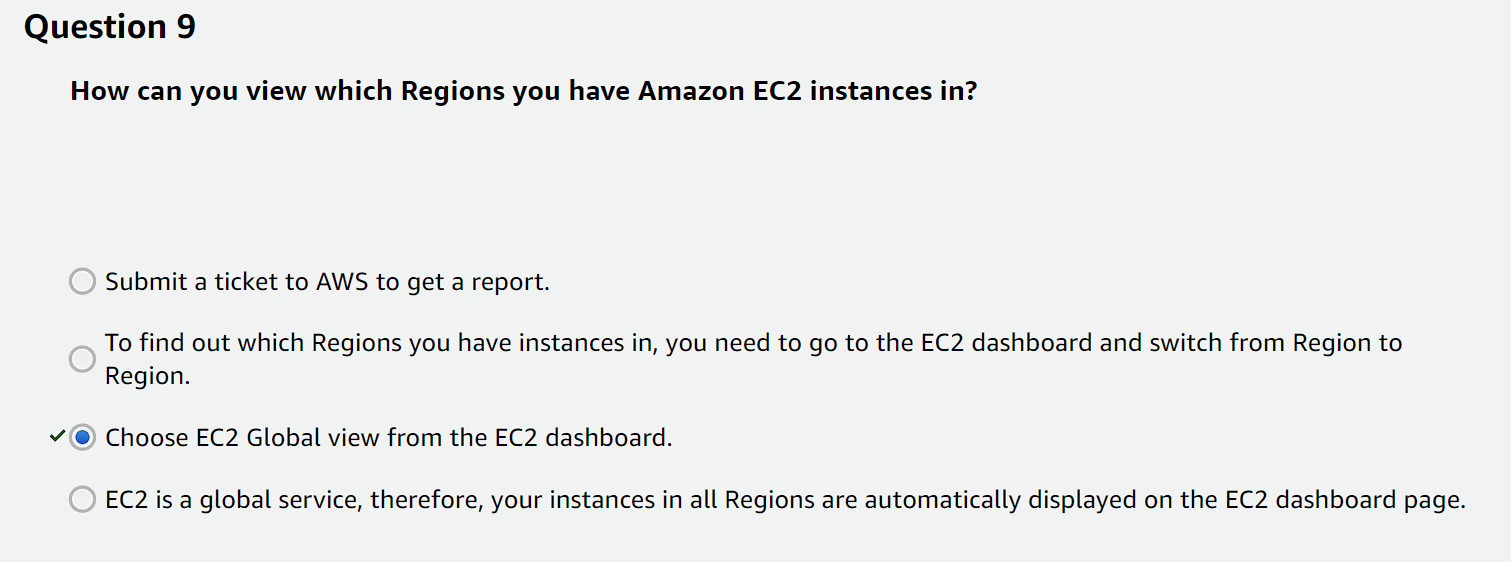 Question 9
How can you view which Regions you have Amazon EC2 instances in?
Submit a ticket to AWS to get a report.
To find out which Regions you have instances in, you need to go to the EC2 dashboard and switch from Region to
Region.
Choose EC2 Global view from the EC2 dashboard.
EC2 is a global service, therefore, your instances in all Regions are automatically displayed on the EC2 dashboard page.